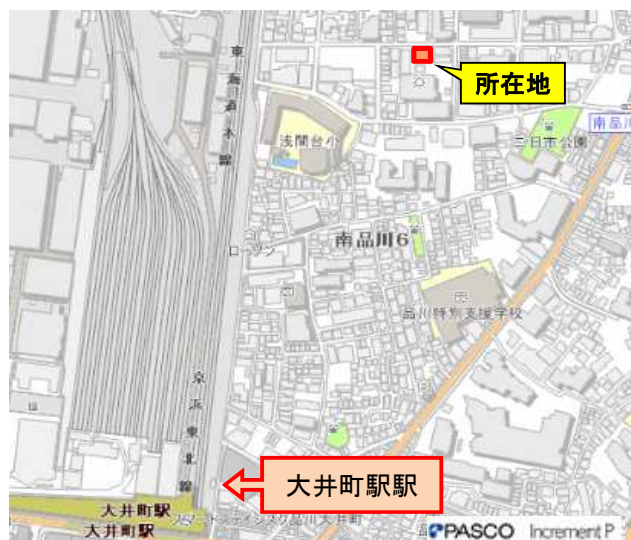 東海道本線
所在地
南品川
浅間台小
三日市公園
ローソン
南品川6
品川特別支援学校
京浜東北線
大井町駅駅
大井町駅
大井町駅
PASCO Increment P